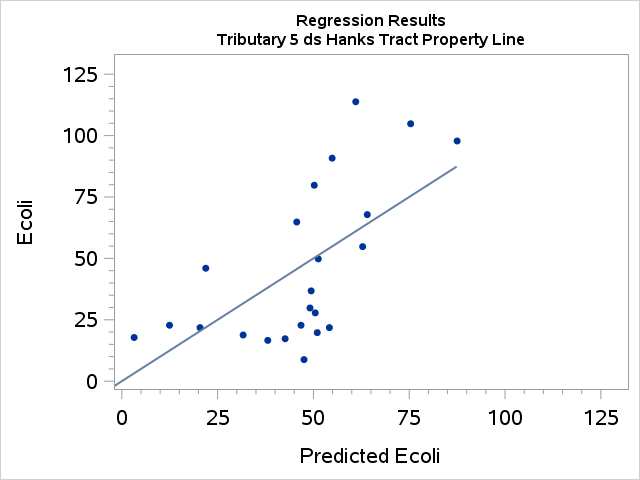 Regression Results
Tributary 5 ds Hanks Tract Property Line
125
100
75
50
25
0
Ecoli
0 25 50 75 100 125
Predicted Ecoli